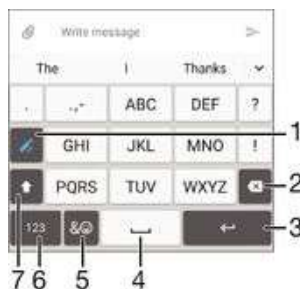 Write message
The I Thanks
. .,- ABC DEF ?
1
GHI JKL MNO !
PQRS TUV WXYZ 2
123 &☺ 3
7 6 5 4